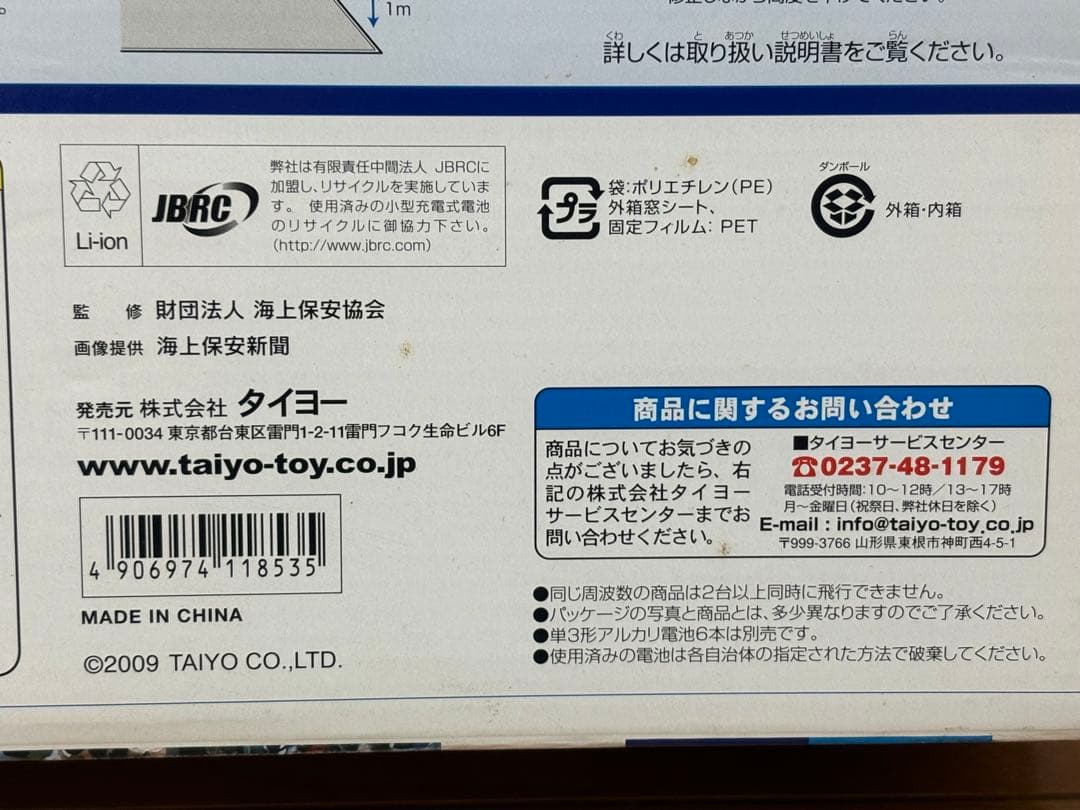 1m
詳しくは取り扱い説明書をご覧ください。
Li-ion
JBRC
弊社は有限責任中間法人 JBRCに
加盟し、リサイクルを実施していま
す。 使用済みの小型充電式電池
のリサイクルに御協力下さい。
(http://www.jbrc.com)
プラ
袋:ポリエチレン(PE)
外箱窓シート、
固定フィルム: PET
ダンボール
外箱・内箱
監 修 財団法人 海上保安協会
画像提供 海上保安新聞
発売元 株式会社 タイヨー
〒111-0034 東京都台東区雷門1-2-11雷門フコク生命ビル6F
www.taiyo-toy.co.jp
4 906974 118535
MADE IN CHINA
©2009 TAIYO CO.,LTD.
商品に関するお問い合わせ
商品についてお気づきの
点がございましたら、右
記の株式会社タイヨー
サービスセンターまでお
問い合わせください。
■タイヨーサービスセンター
☎0237-48-1179
電話受付時間:10〜12時/13〜17時
月〜金曜日(祝祭日、弊社休日を除く)
E-mail : info@taiyo-toy.co.jp
〒999-3766 山形県東根市神町西4-5-1
●同じ周波数の商品は2台以上同時に飛行できません。
●パッケージの写真と商品とは、多少異なりますのでご了承ください。
●単3形アルカリ電池6本は別売です。
●使用済みの電池は各自治体の指定された方法で破棄してください。